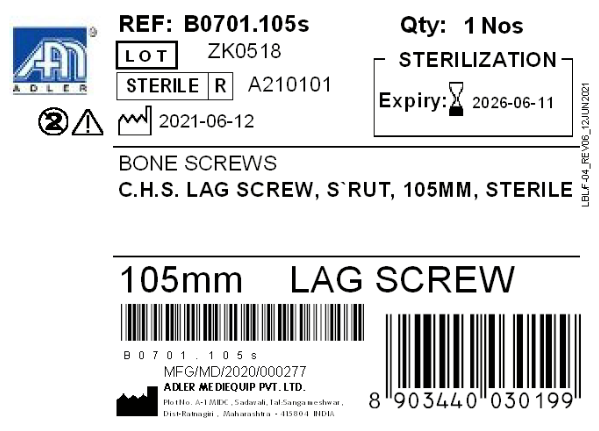 REF: B0701.105s
Qty: 1 Nos
LOT ZK0518
STERILE R A210101
2021-06-12
STERILIZATION
Expiry: 2026-06-11
ADLER
LBL/F-04_REV06_12JUN2021
BONE SCREWS
C.H.S. LAG SCREW, S`RUT, 105MM, STERILE
105mm LAG SCREW
B0701.105s
MFG/MD/2020/000277
ADLER MEDIEQUIP PVT. LTD.
Plot No. A-1 MIDC, Sadavali, Tal:Sangameshwar,
Dist-Ratnagiri, Maharashtra - 415804 INDIA
8 903440 030199